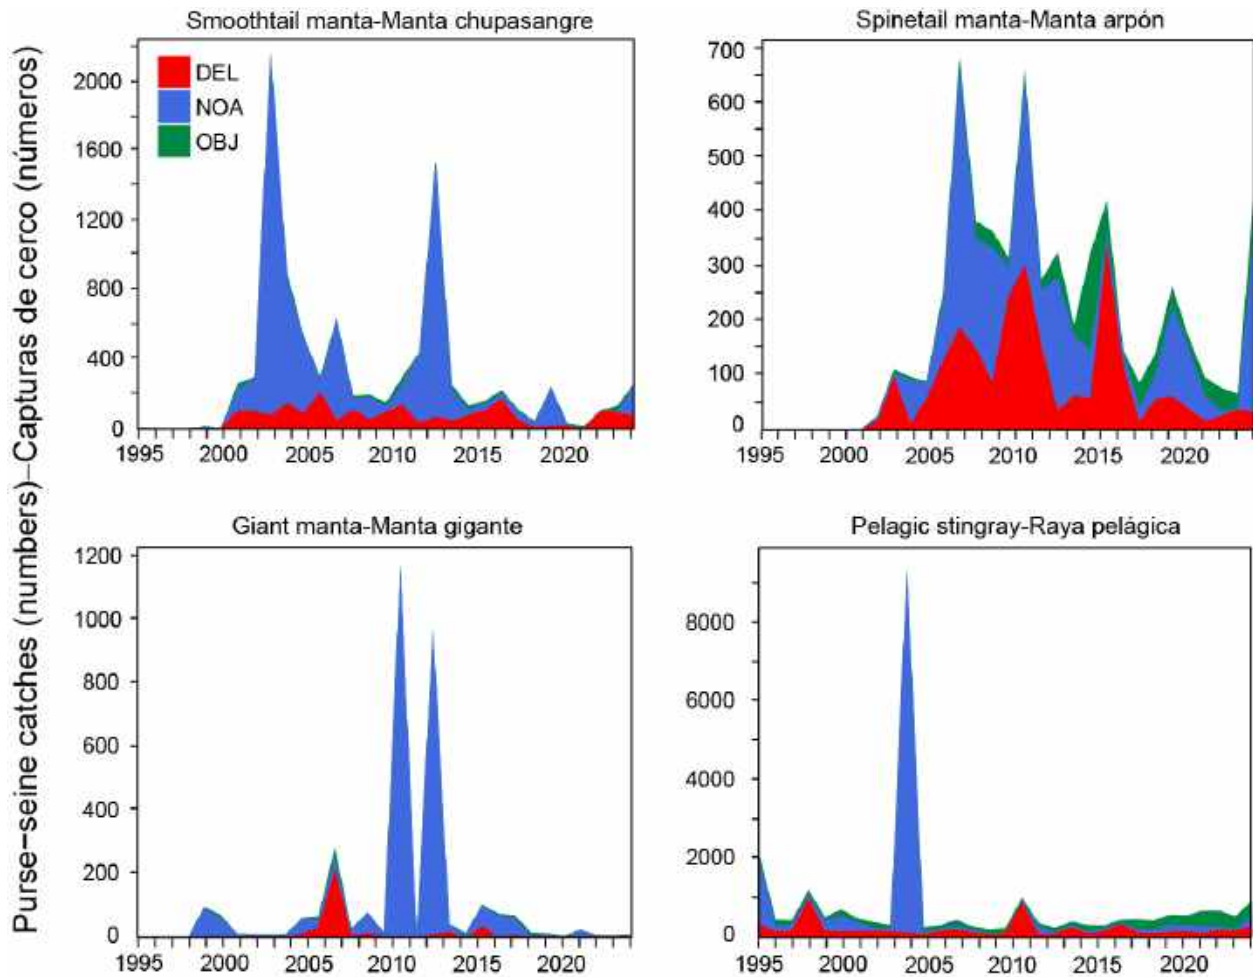 Purse-seine catches (numbers)–Capturas de cerco (números)
Smoothtail manta-Manta chupasangre
2000
1600
1200
800
400
0
DEL
NOA
OBJ
1995 2000 2005 2010 2015 2020
Spinetail manta-Manta arpón
700
600
500
400
300
200
100
0
1995 2000 2005 2010 2015 2020
Giant manta-Manta gigante
1200
1000
800
600
400
200
0
1995 2000 2005 2010 2015 2020
Pelagic stingray-Raya pelágica
8000
6000
4000
2000
0
1995 2000 2005 2010 2015 2020